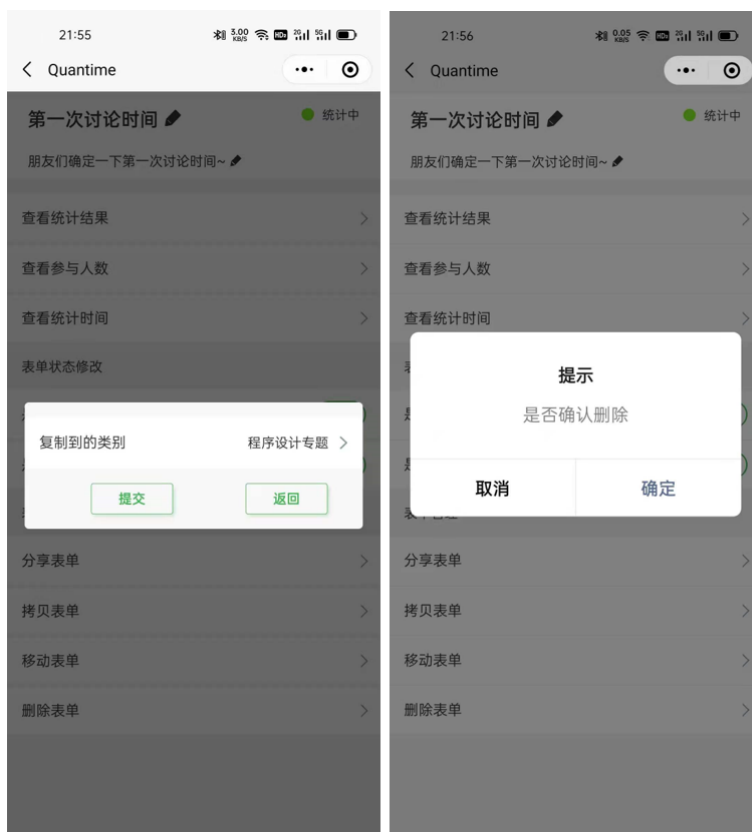 21:55
3.00 KB/S HD 2G 5G
Quantime
第一次讨论时间
统计中
朋友们确定一下第一次讨论时间~
查看统计结果
查看参与人数
查看统计时间
表单状态修改
复制到的类别
程序设计专题
提交
返回
分享表单
拷贝表单
移动表单
删除表单
21:56
0.05 KB/S HD 2G 5G
Quantime
第一次讨论时间
统计中
朋友们确定一下第一次讨论时间~
查看统计结果
查看参与人数
查看统计时间
提示
是否确认删除
取消
确定
分享表单
拷贝表单
移动表单
删除表单